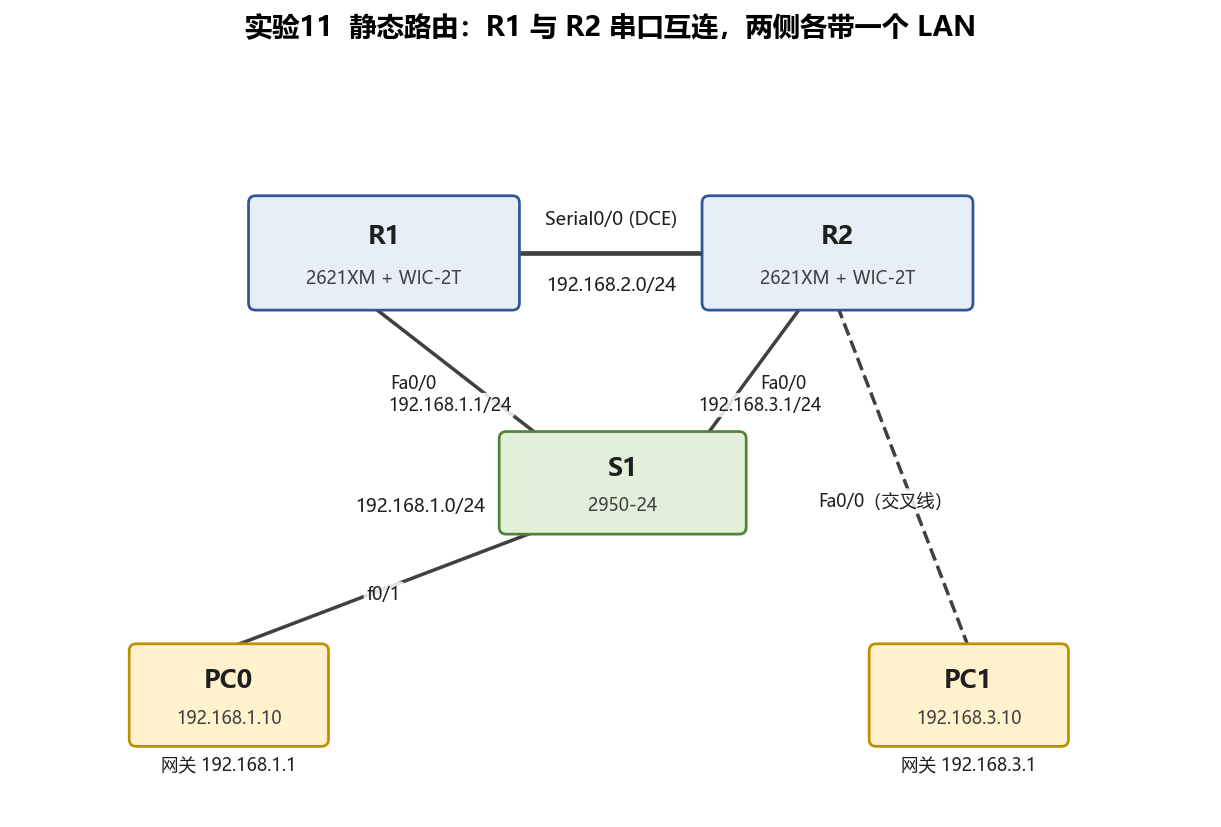 实验11 静态路由：R1 与 R2 串口互连，两侧各带一个 LAN
R1
2621XM + WIC-2T
Serial0/0 (DCE)
192.168.2.0/24
R2
2621XM + WIC-2T
Fa0/0
192.168.1.1/24
Fa0/0
192.168.3.1/24
S1
2950-24
192.168.1.0/24
Fa0/0（交叉线）
f0/1
PC0
192.168.1.10
网关 192.168.1.1
PC1
192.168.3.10
网关 192.168.3.1